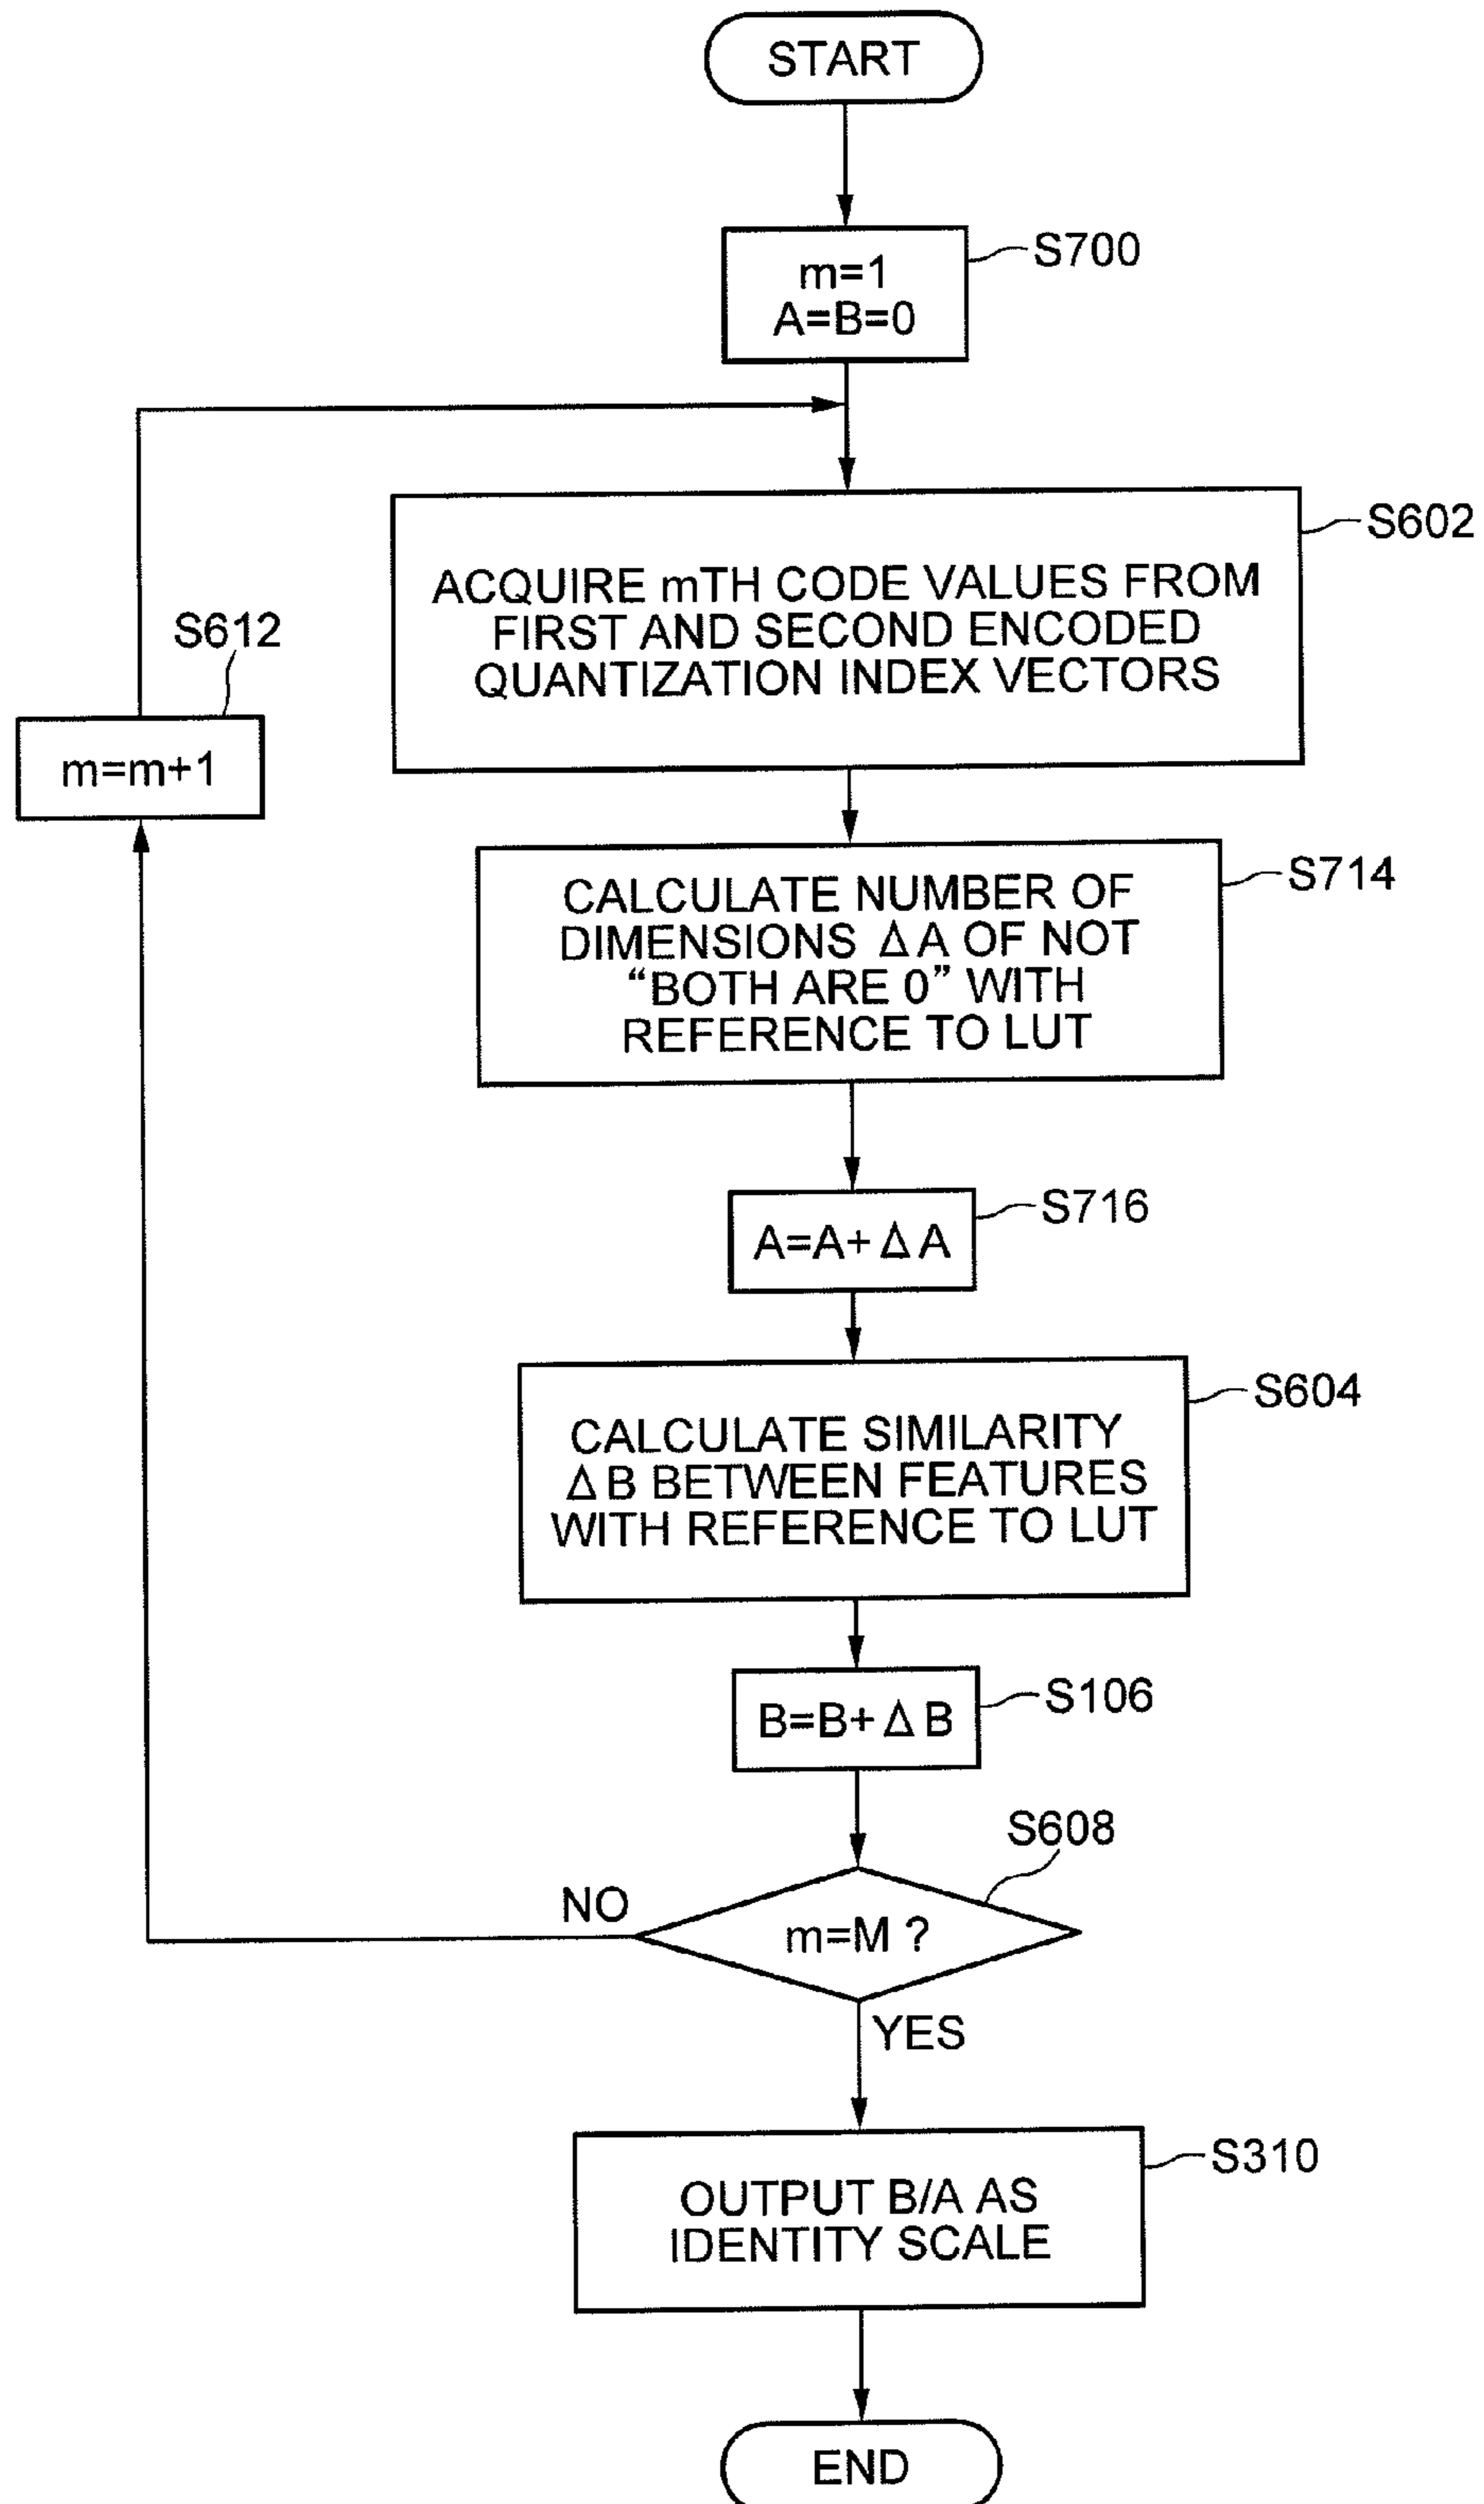 START
S700
m=1
A=B=0
S602
ACQUIRE mTH CODE VALUES FROM
FIRST AND SECOND ENCODED
QUANTIZATION INDEX VECTORS
S612
m=m+1
S714
CALCULATE NUMBER OF
DIMENSIONS ΔA OF NOT
“BOTH ARE 0” WITH
REFERENCE TO LUT
S716
A=A+ΔA
S604
CALCULATE SIMILARITY
ΔB BETWEEN FEATURES
WITH REFERENCE TO LUT
S106
B=B+ΔB
S608
NO
m=M ?
YES
S310
OUTPUT B/A AS
IDENTITY SCALE
END